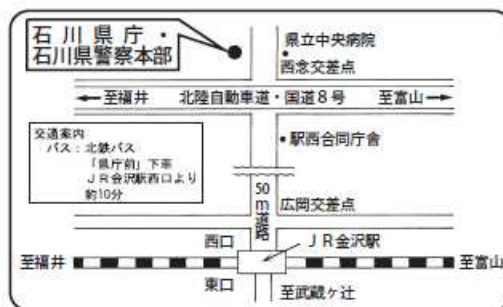 石川県庁・
石川県警察本部
県立中央病院
西念交差点
←至福井 北陸自動車道・国道8号 至富山→
交通案内
バス：北鉄バス
「県庁前」下車
JR金沢駅西口より
約10分
駅西合同庁舎
50m道路
広岡交差点
西口
JR金沢駅
至福井
至富山
東口
至武蔵ヶ辻